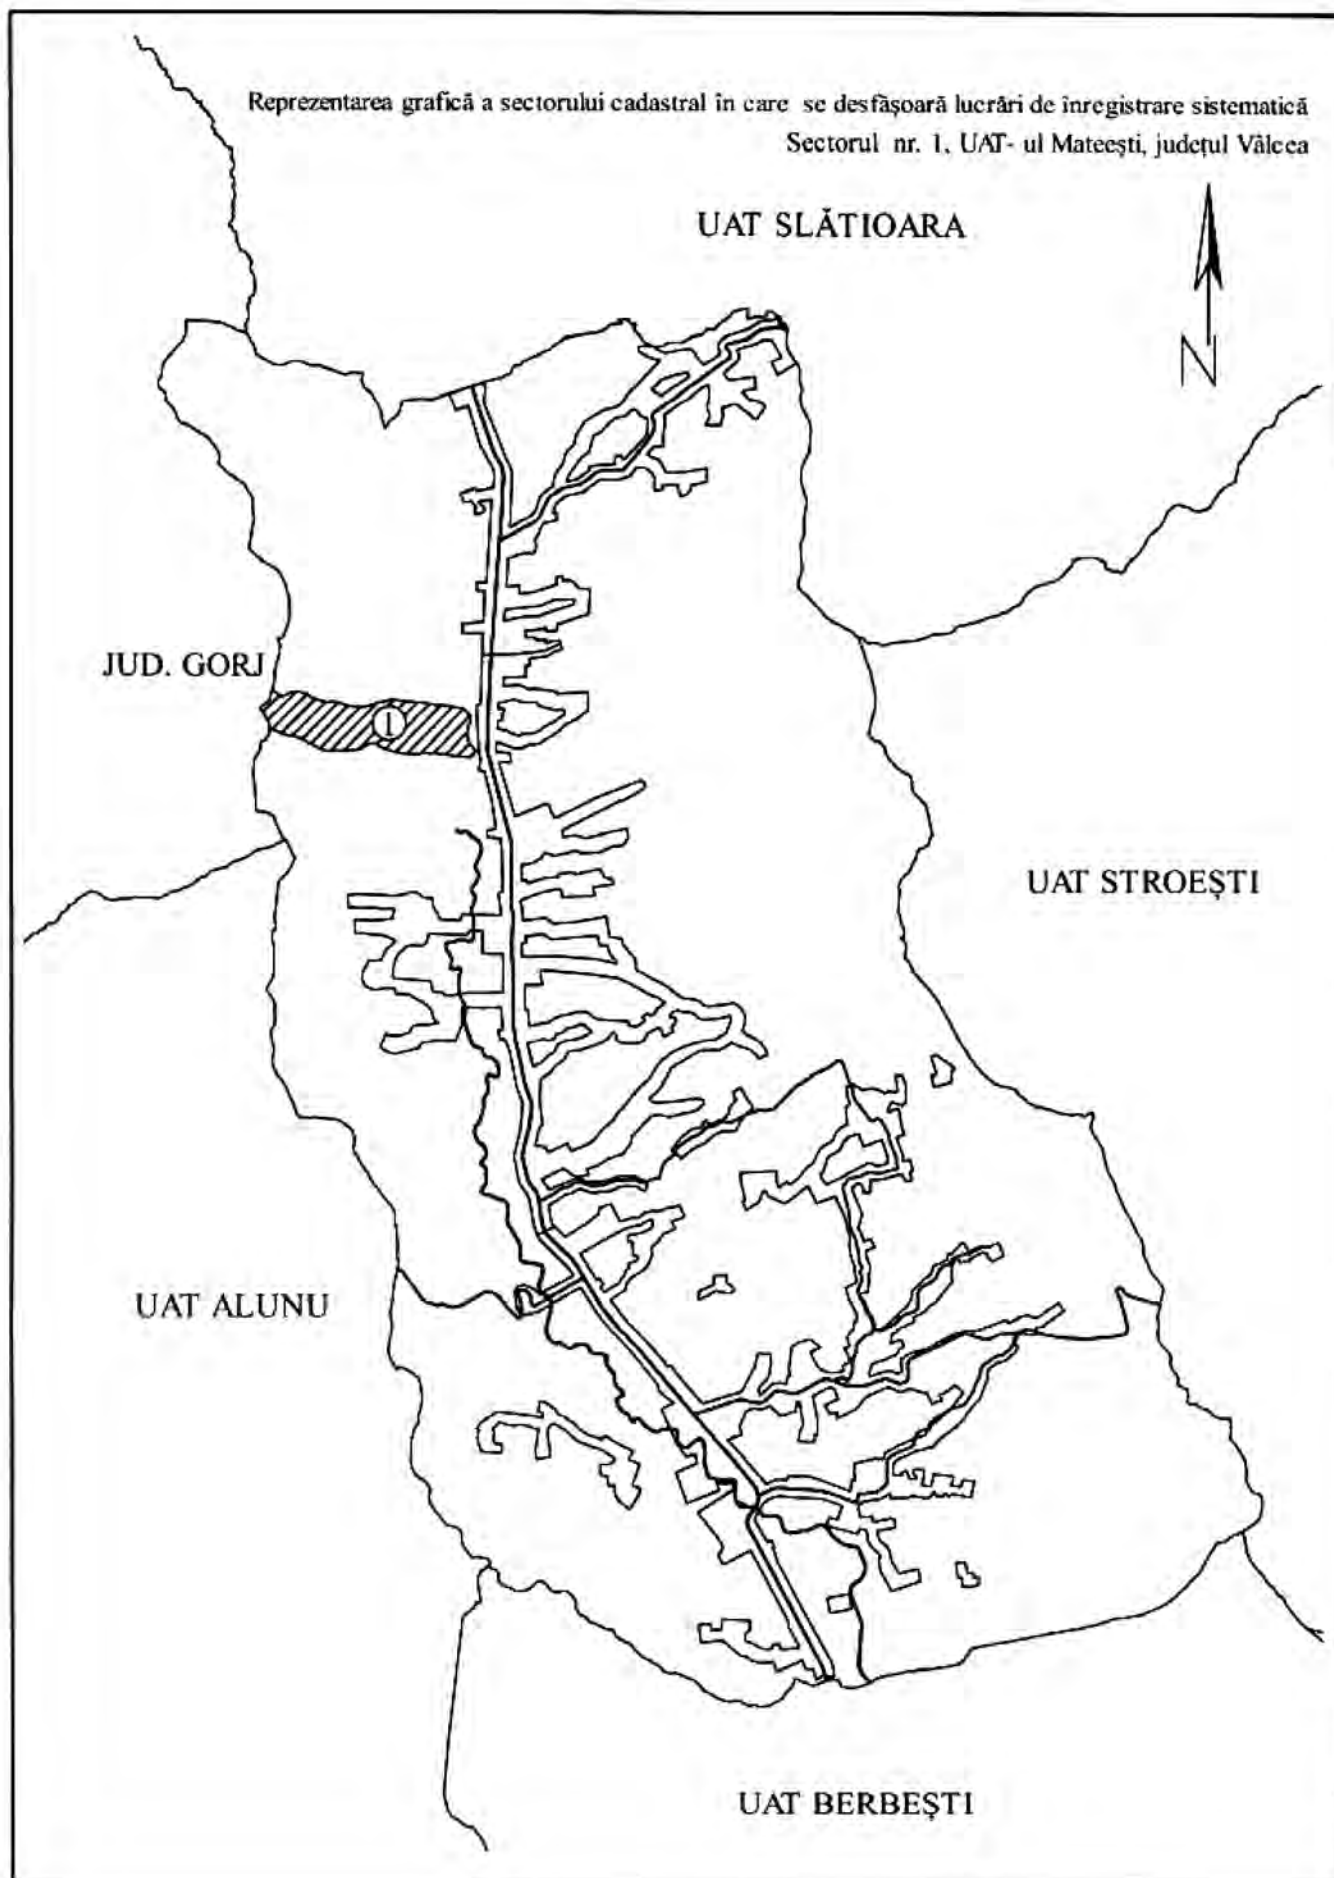 Reprezentarea grafică a sectorului cadastral în care se desfășoară lucrări de înregistrare sistematică
Sectorul nr. 1, UAT- ul Mateești, județul Vâlcea
UAT SLĂTIOARA
N
JUD. GORJ
1
UAT STROEȘTI
UAT ALUNU
UAT BERBEȘTI